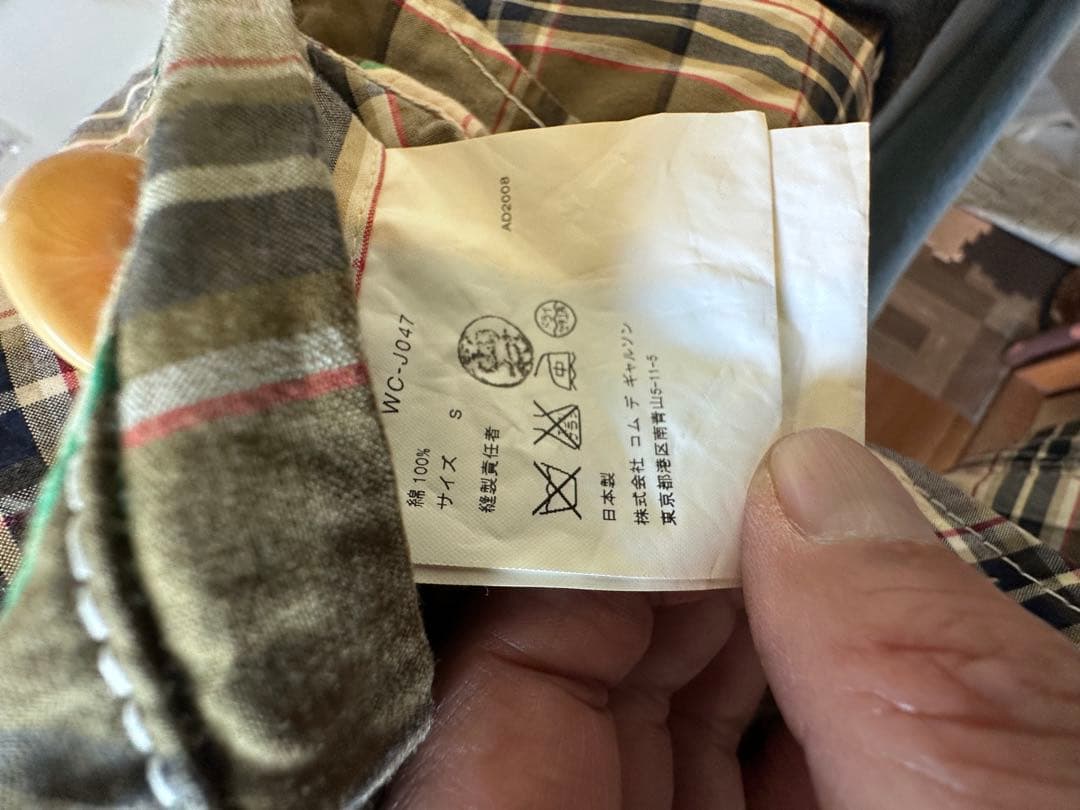 WC-J047
綿 100%
サイズ S
縫製責任者
日本製
株式会社 コム デ ギャルソン
東京都港区南青山5-11-5
AD2008